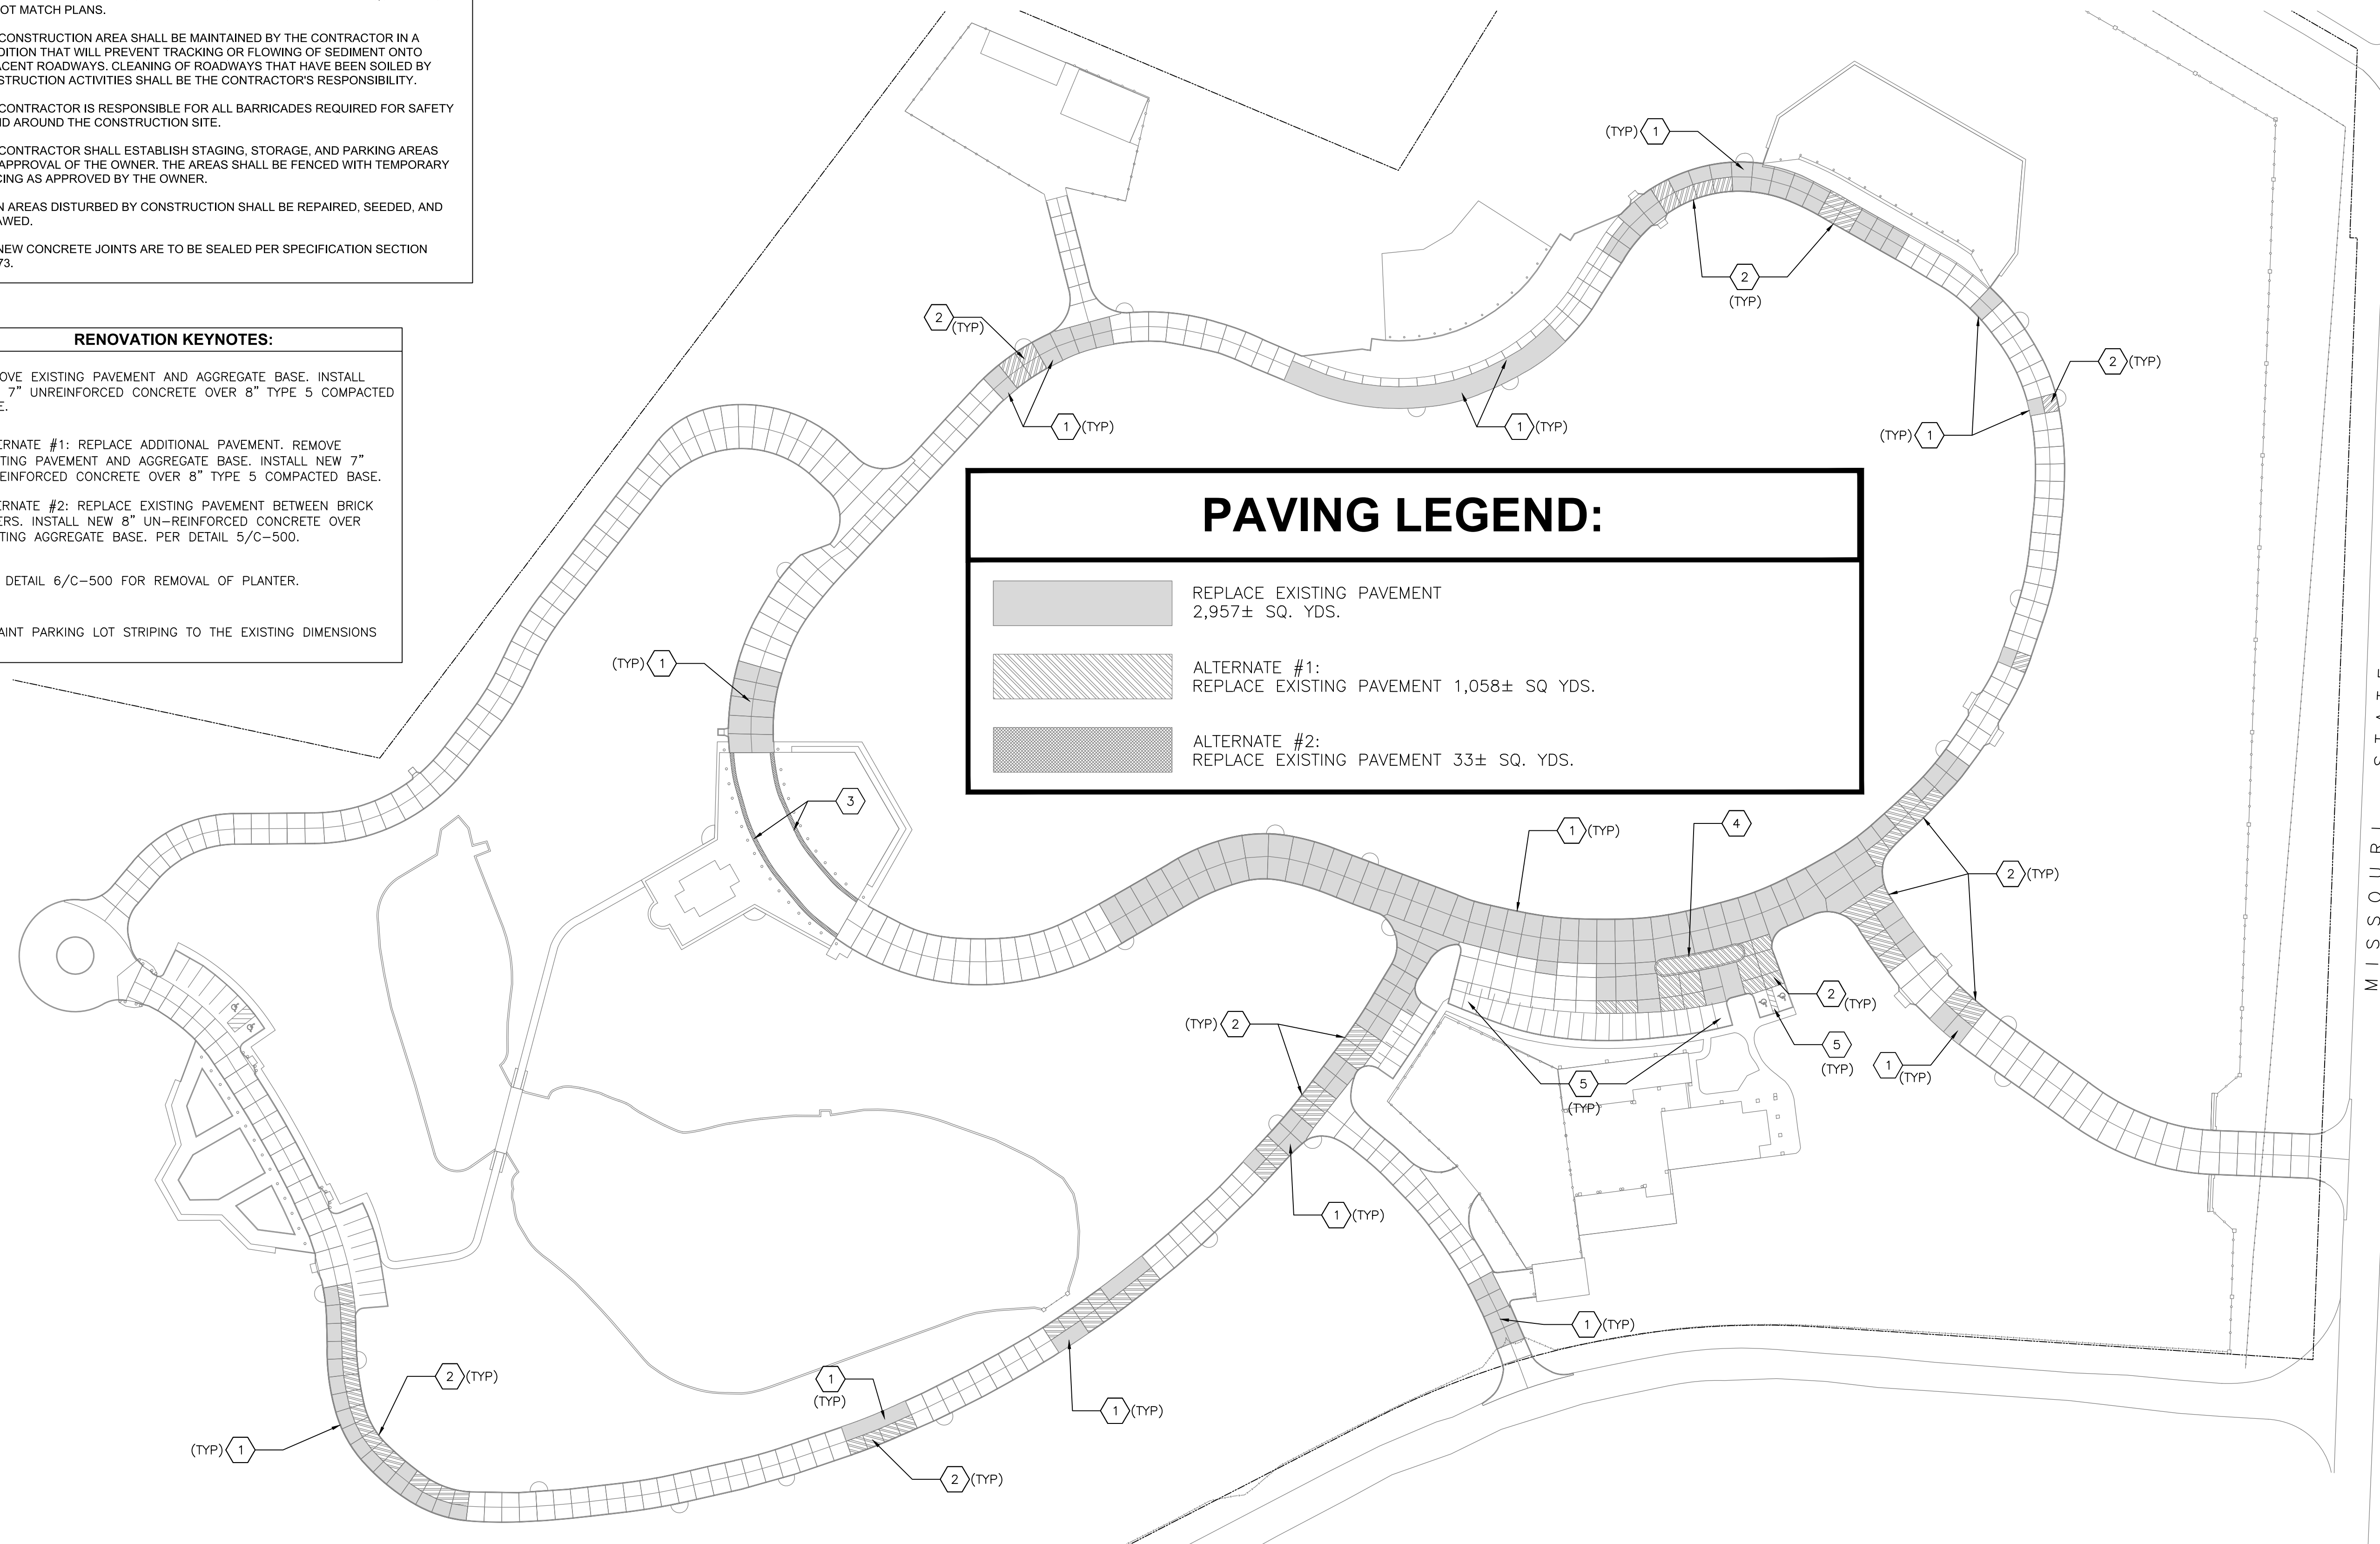 OT MATCH PLANS.
CONSTRUCTION AREA SHALL BE MAINTAINED BY THE CONTRACTOR IN A
DITION THAT WILL PREVENT TRACKING OR FLOWING OF SEDIMENT ONTO
ACENT ROADWAYS. CLEANING OF ROADWAYS THAT HAVE BEEN SOILED BY
STRUCTION ACTIVITIES SHALL BE THE CONTRACTOR'S RESPONSIBILITY.
CONTRACTOR IS RESPONSIBLE FOR ALL BARRICADES REQUIRED FOR SAFETY
ND AROUND THE CONSTRUCTION SITE.
CONTRACTOR SHALL ESTABLISH STAGING, STORAGE, AND PARKING AREAS
APPROVAL OF THE OWNER. THE AREAS SHALL BE FENCED WITH TEMPORARY
CING AS APPROVED BY THE OWNER.
N AREAS DISTURBED BY CONSTRUCTION SHALL BE REPAIRED, SEEDED, AND
AWED.
NEW CONCRETE JOINTS ARE TO BE SEALED PER SPECIFICATION SECTION
73.
RENOVATION KEYNOTES:
OVE EXISTING PAVEMENT AND AGGREGATE BASE. INSTALL
7" UNREINFORCED CONCRETE OVER 8" TYPE 5 COMPACTED
E.
ERNATE #1: REPLACE ADDITIONAL PAVEMENT. REMOVE
TING PAVEMENT AND AGGREGATE BASE. INSTALL NEW 7"
EINFORCED CONCRETE OVER 8" TYPE 5 COMPACTED BASE.
ERNATE #2: REPLACE EXISTING PAVEMENT BETWEEN BRICK
ERS. INSTALL NEW 8" UN-REINFORCED CONCRETE OVER
TING AGGREGATE BASE. PER DETAIL 5/C-500.
DETAIL 6/C-500 FOR REMOVAL OF PLANTER.
AINT PARKING LOT STRIPING TO THE EXISTING DIMENSIONS
(TYP) 1
2
(TYP)
2 (TYP)
1 (TYP)
1 (TYP)
2 (TYP)
(TYP) 1
PAVING LEGEND:
REPLACE EXISTING PAVEMENT
2,957± SQ. YDS.
ALTERNATE #1:
REPLACE EXISTING PAVEMENT 1,058± SQ YDS.
ALTERNATE #2:
REPLACE EXISTING PAVEMENT 33± SQ. YDS.
(TYP) 1
3
1 (TYP)
4
2 (TYP)
2 (TYP)
(TYP) 2
5
(TYP)
5
(TYP)
1 (TYP)
1 (TYP)
1 (TYP)
2 (TYP)
1
(TYP)
1 (TYP)
(TYP) 1
2 (TYP)
MISSOURI STATE